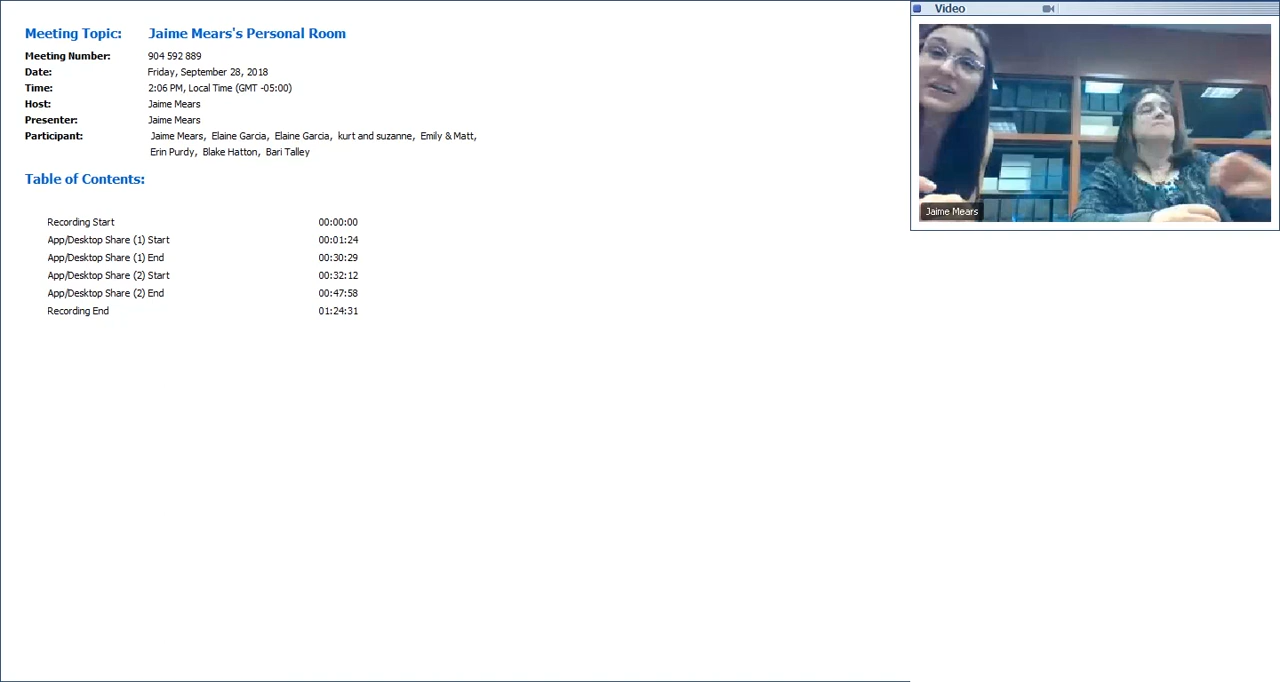 Meeting Topic: Jaime Mears's Personal Room
Meeting Number: 904 592 889
Date: Friday, September 28, 2018
Time: 2:06 PM, Local Time (GMT -05:00)
Host: Jaime Mears
Presenter: Jaime Mears
Participant: Jaime Mears, Elaine Garcia, Elaine Garcia, kurt and suzanne, Emily & Matt,
Erin Purdy, Blake Hatton, Bari Talley
Table of Contents:
Recording Start 00:00:00
App/Desktop Share (1) Start 00:01:24
App/Desktop Share (1) End 00:30:29
App/Desktop Share (2) Start 00:32:12
App/Desktop Share (2) End 00:47:58
Recording End 01:24:31
Video
Jaime Mears